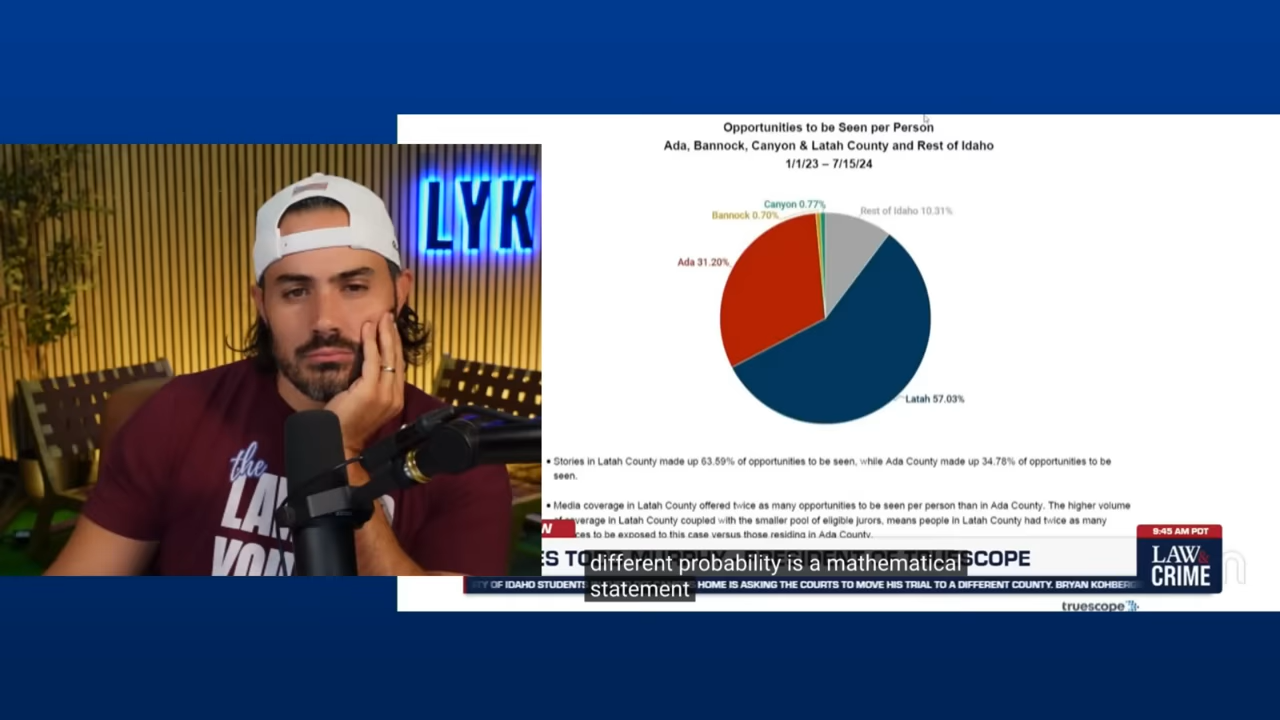 Opportunities to be Seen per Person
Ada, Bannock, Canyon & Latah County and Rest of Idaho
1/1/23 – 7/15/24
Canyon 0.77%
Bannock 0.70%
Rest of Idaho 10.31%
Ada 31.20%
Latah 57.03%
LYK
the
• Stories in Latah County made up 63.59% of opportunities to be seen, while Ada County made up 34.78% of opportunities to be
seen.
• Media coverage in Latah County offered twice as many opportunities to be seen per person than in Ada County. The higher volume
coverage in Latah County coupled with the smaller pool of eligible jurors, means people in Latah County had twice as many
to be exposed to this case versus those residing in Ada County.
9:45 AM PDT
LAW&
CRIME
different probability is a mathematical
statement
OF IDAHO STUDENTS
HOME IS ASKING THE COURTS TO MOVE HIS TRIAL TO A DIFFERENT COUNTY. BRYAN
truescope